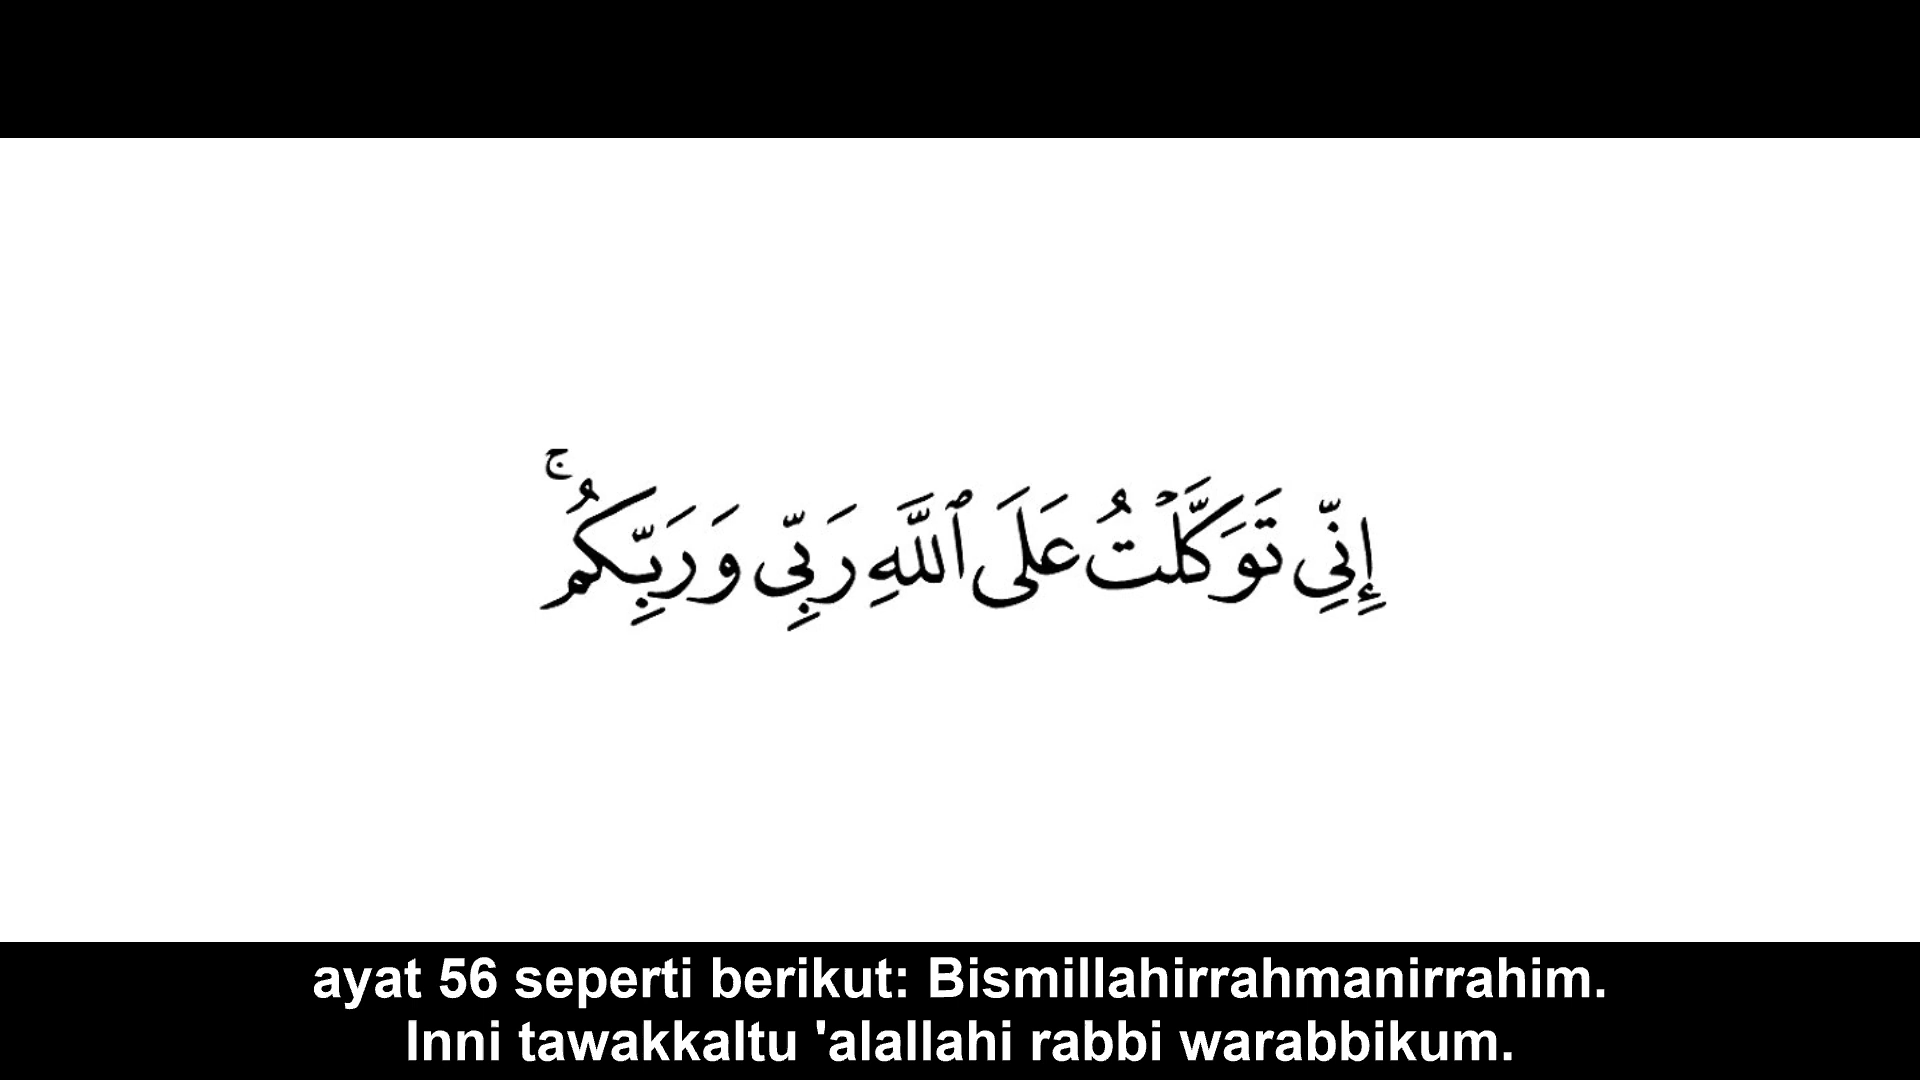 إِنِّي تَوَكَّلۡتُ عَلَى ٱللَّهِ رَبِّي وَرَبِّكُمۚ
ayat 56 seperti berikut: Bismillahirrahmanirrahim.
Inni tawakkaltu 'alallahi rabbi warabbikum.